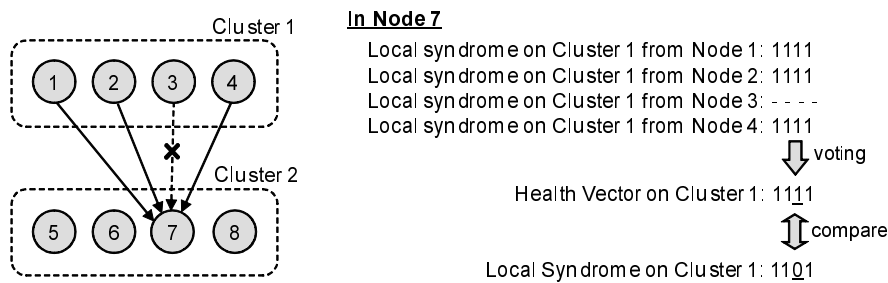 Cluster 1
1 2 3 4
Cluster 2
5 6 7 8
In Node 7
Local syndrome on Cluster 1 from Node 1: 1111
Local syndrome on Cluster 1 from Node 2: 1111
Local syndrome on Cluster 1 from Node 3: - - - -
Local syndrome on Cluster 1 from Node 4: 1111
voting
Health Vector on Cluster 1: 1111
compare
Local Syndrome on Cluster 1: 1101